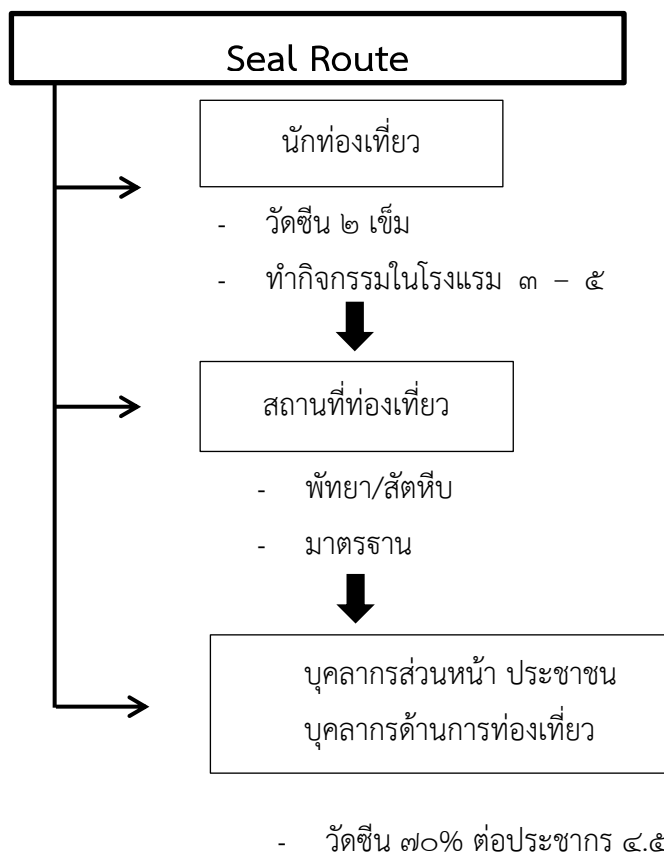 Seal Route
นักท่องเที่ยว
- วัดซีน ๒ เข็ม
- ทำกิจกรรมในโรงแรม ๓ – ๕
สถานที่ท่องเที่ยว
- พัทยา/สัตหีบ
- มาตรฐาน
บุคลากรส่วนหน้า ประชาชน
บุคลากรด้านการท่องเที่ยว
- วัดซีน ๗๐% ต่อประชากร ๔.๕